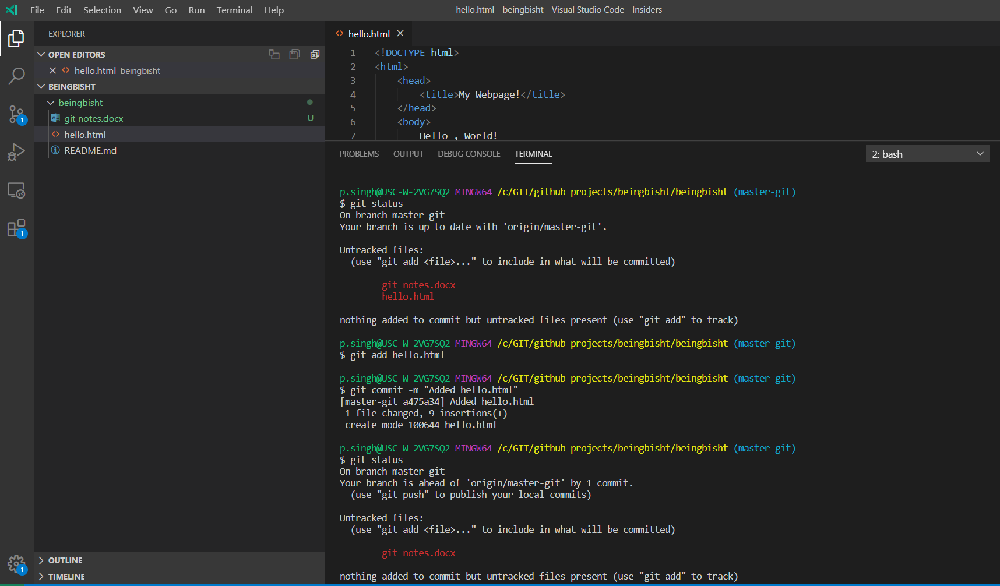 File Edit Selection View Go Run Terminal Help
hello.html - beingbisht - Visual Studio Code - Insiders
EXPLORER
OPEN EDITORS
hello.html beingbisht
BEINGBISHT
beingbisht
git notes.docx U
hello.html
README.md
OUTLINE
TIMELINE
1
1
1
hello.html
1 <!DOCTYPE html>
2 <html>
3 <head>
4 <title>My Webpage!</title>
5 </head>
6 <body>
7 Hello , World!
PROBLEMS OUTPUT DEBUG CONSOLE TERMINAL 2: bash
p.singh@USC-W-2VG7SQ2 MINGW64 /c/GIT/github projects/beingbisht/beingbisht (master-git)
$ git status
On branch master-git
Your branch is up to date with 'origin/master-git'.
Untracked files:
(use "git add <file>..." to include in what will be committed)
git notes.docx
hello.html
nothing added to commit but untracked files present (use "git add" to track)
p.singh@USC-W-2VG7SQ2 MINGW64 /c/GIT/github projects/beingbisht/beingbisht (master-git)
$ git add hello.html
p.singh@USC-W-2VG7SQ2 MINGW64 /c/GIT/github projects/beingbisht/beingbisht (master-git)
$ git commit -m "Added hello.html"
[master-git a475a34] Added hello.html
1 file changed, 9 insertions(+)
create mode 100644 hello.html
p.singh@USC-W-2VG7SQ2 MINGW64 /c/GIT/github projects/beingbisht/beingbisht (master-git)
$ git status
On branch master-git
Your branch is ahead of 'origin/master-git' by 1 commit.
(use "git push" to publish your local commits)
Untracked files:
(use "git add <file>..." to include in what will be committed)
git notes.docx
nothing added to commit but untracked files present (use "git add" to track)